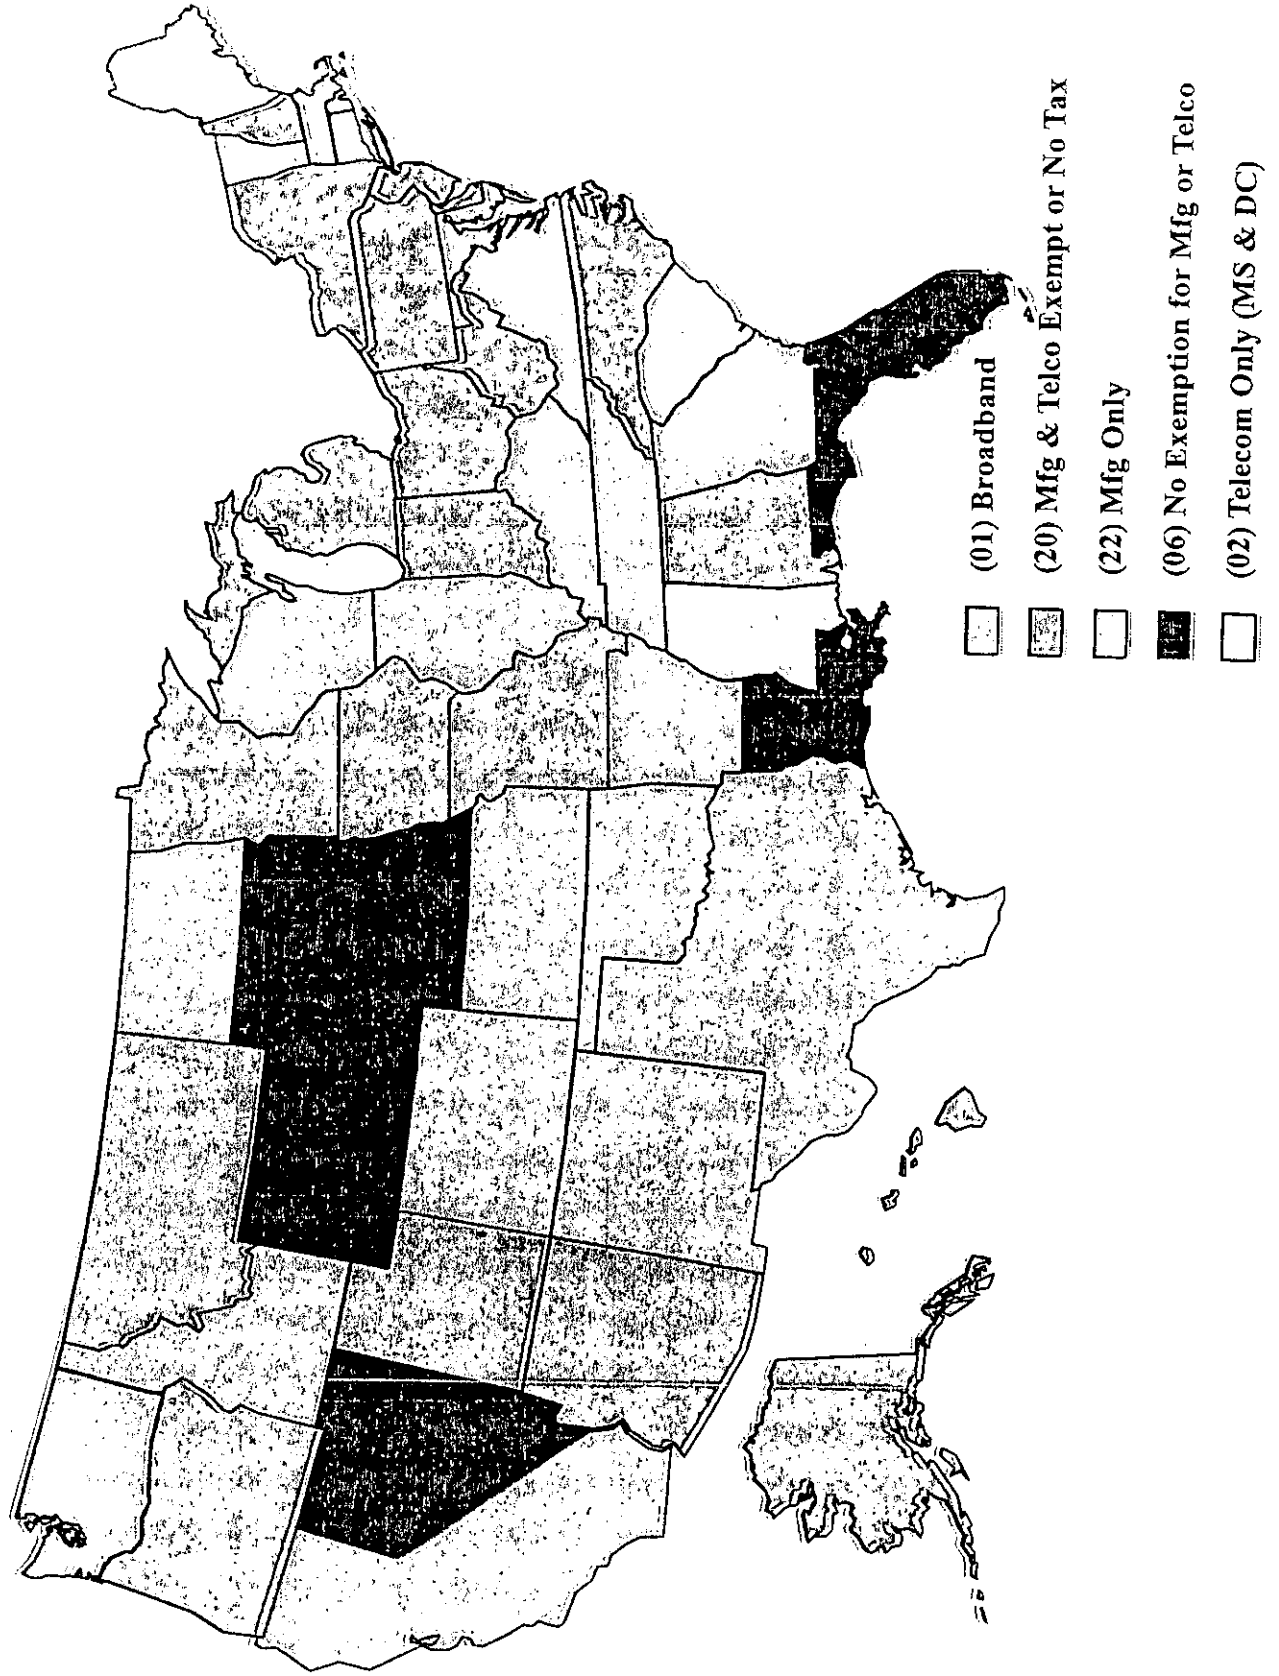 (01) Broadband
(20) Mfg & Telco Exempt or No Tax
(22) Mfg Only
(06) No Exemption for Mfg or Telco
(02) Telecom Only (MS & DC)